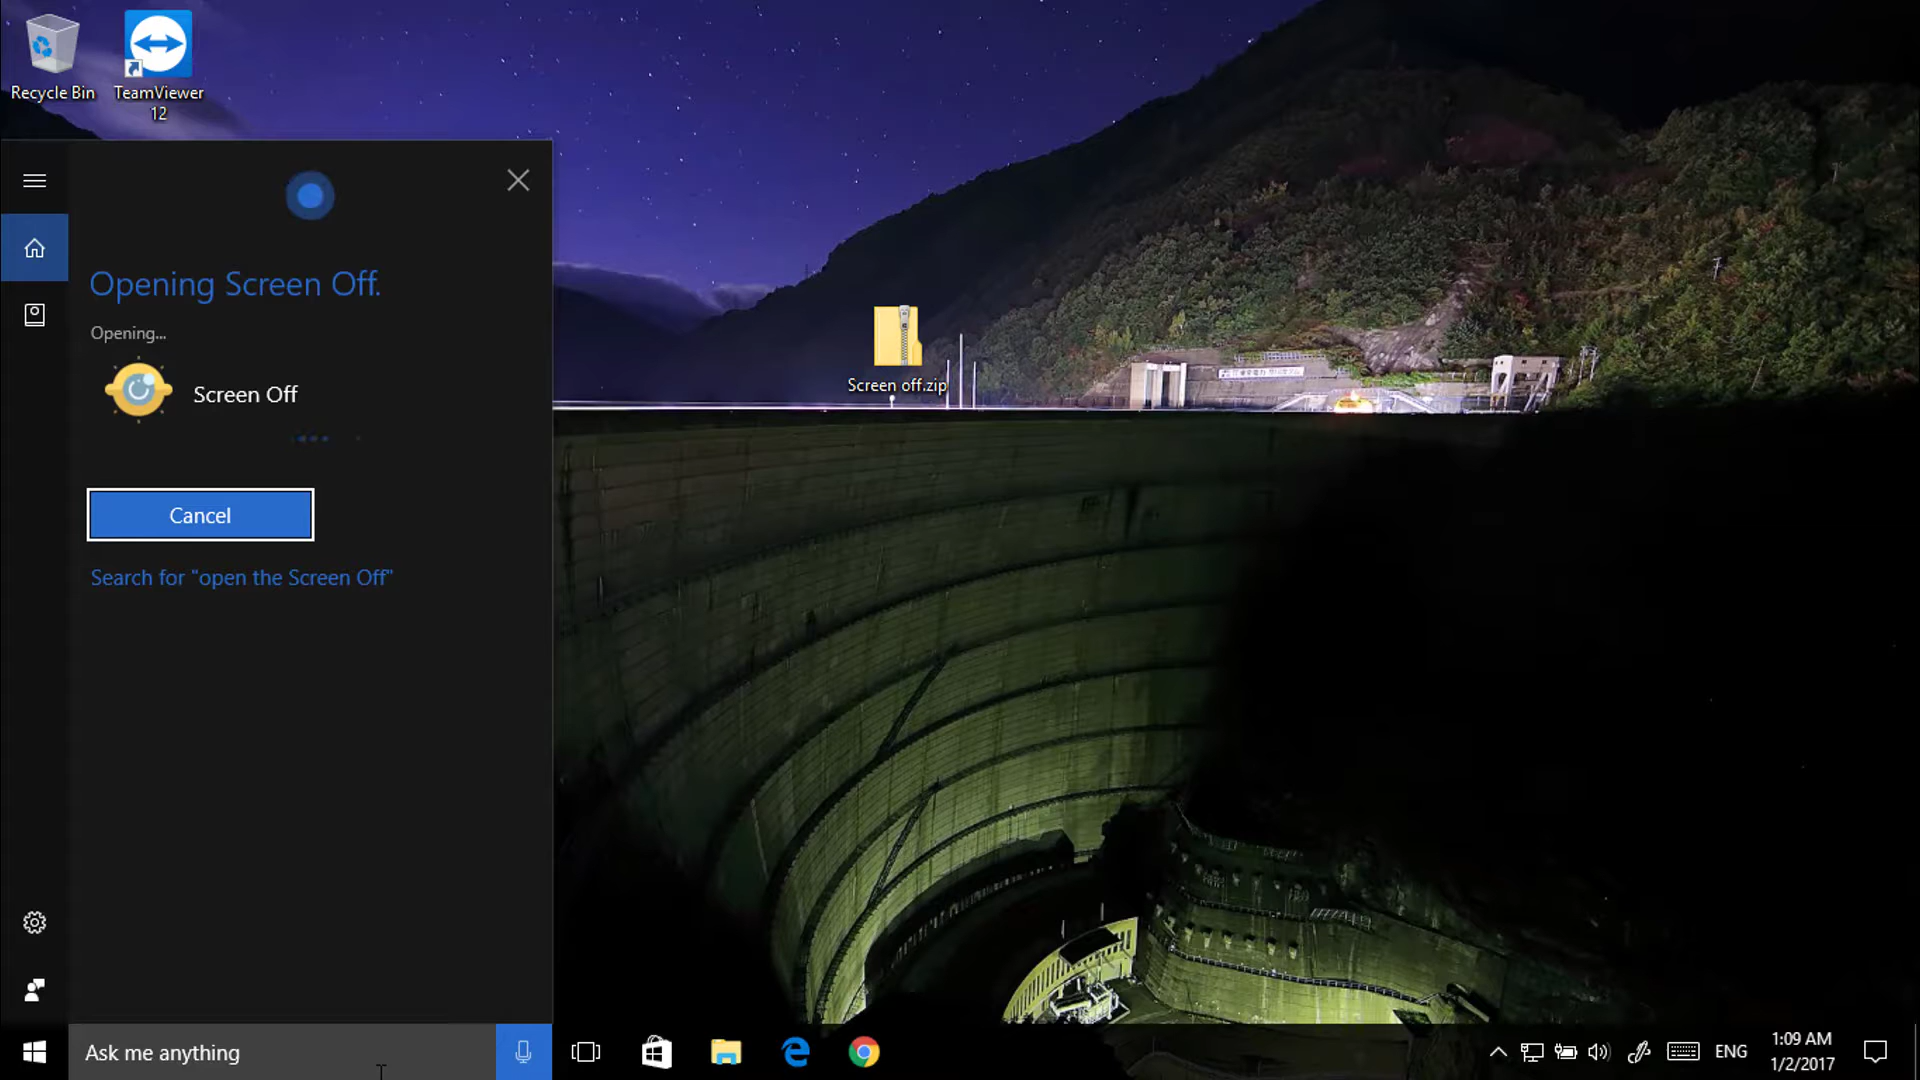 Recycle Bin
TeamViewer
12
Opening Screen Off.
Opening...
Screen Off
Cancel
Search for "open the Screen Off"
Screen off.zip
Ask me anything
ENG
1:09 AM
1/2/2017